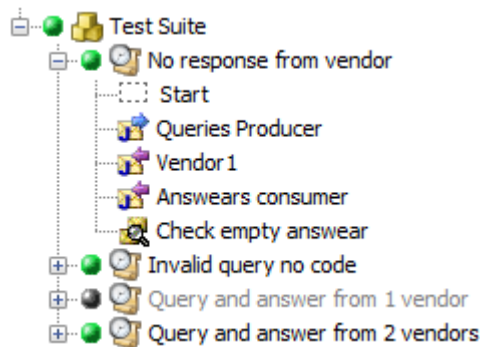 Test Suite
No response from vendor
Start
Queries Producer
Vendor1
Answears consumer
Check empty answear
Invalid query no code
Query and answer from 1 vendor
Query and answer from 2 vendors